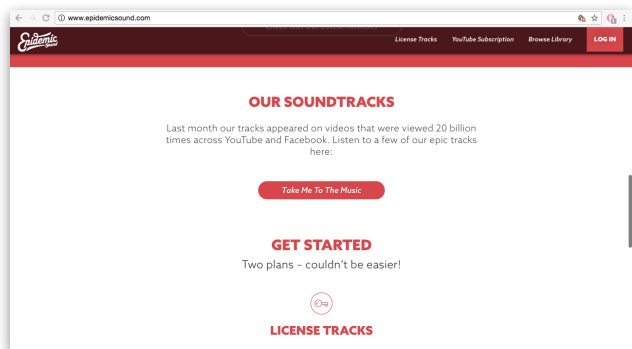 www.epidemicsound.com
Epidemic
Sound
License Tracks YouTube Subscription Browse Library LOG IN
OUR SOUNDTRACKS
Last month our tracks appeared on videos that were viewed 20 billion
times across YouTube and Facebook. Listen to a few of our epic tracks
here:
Take Me To The Music
GET STARTED
Two plans – couldn't be easier!
LICENSE TRACKS